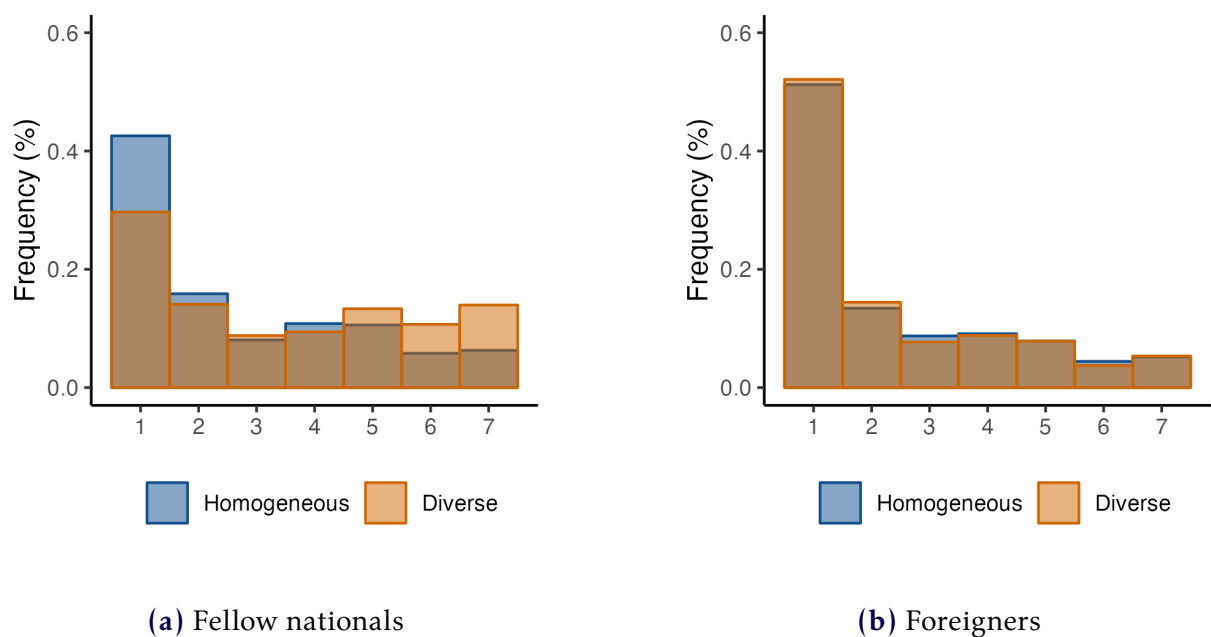 0.6
0.4
0.2
0.0
Frequency (%)
1 2 3 4 5 6 7
Homogeneous Diverse
(a) Fellow nationals
0.6
0.4
0.2
0.0
Frequency (%)
1 2 3 4 5 6 7
Homogeneous Diverse
(b) Foreigners